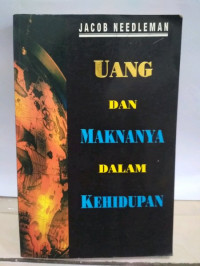 JACOB NEEDLEMAN
UANG
DAN
MAKNANYA
DALAM
KEHIDUPAN